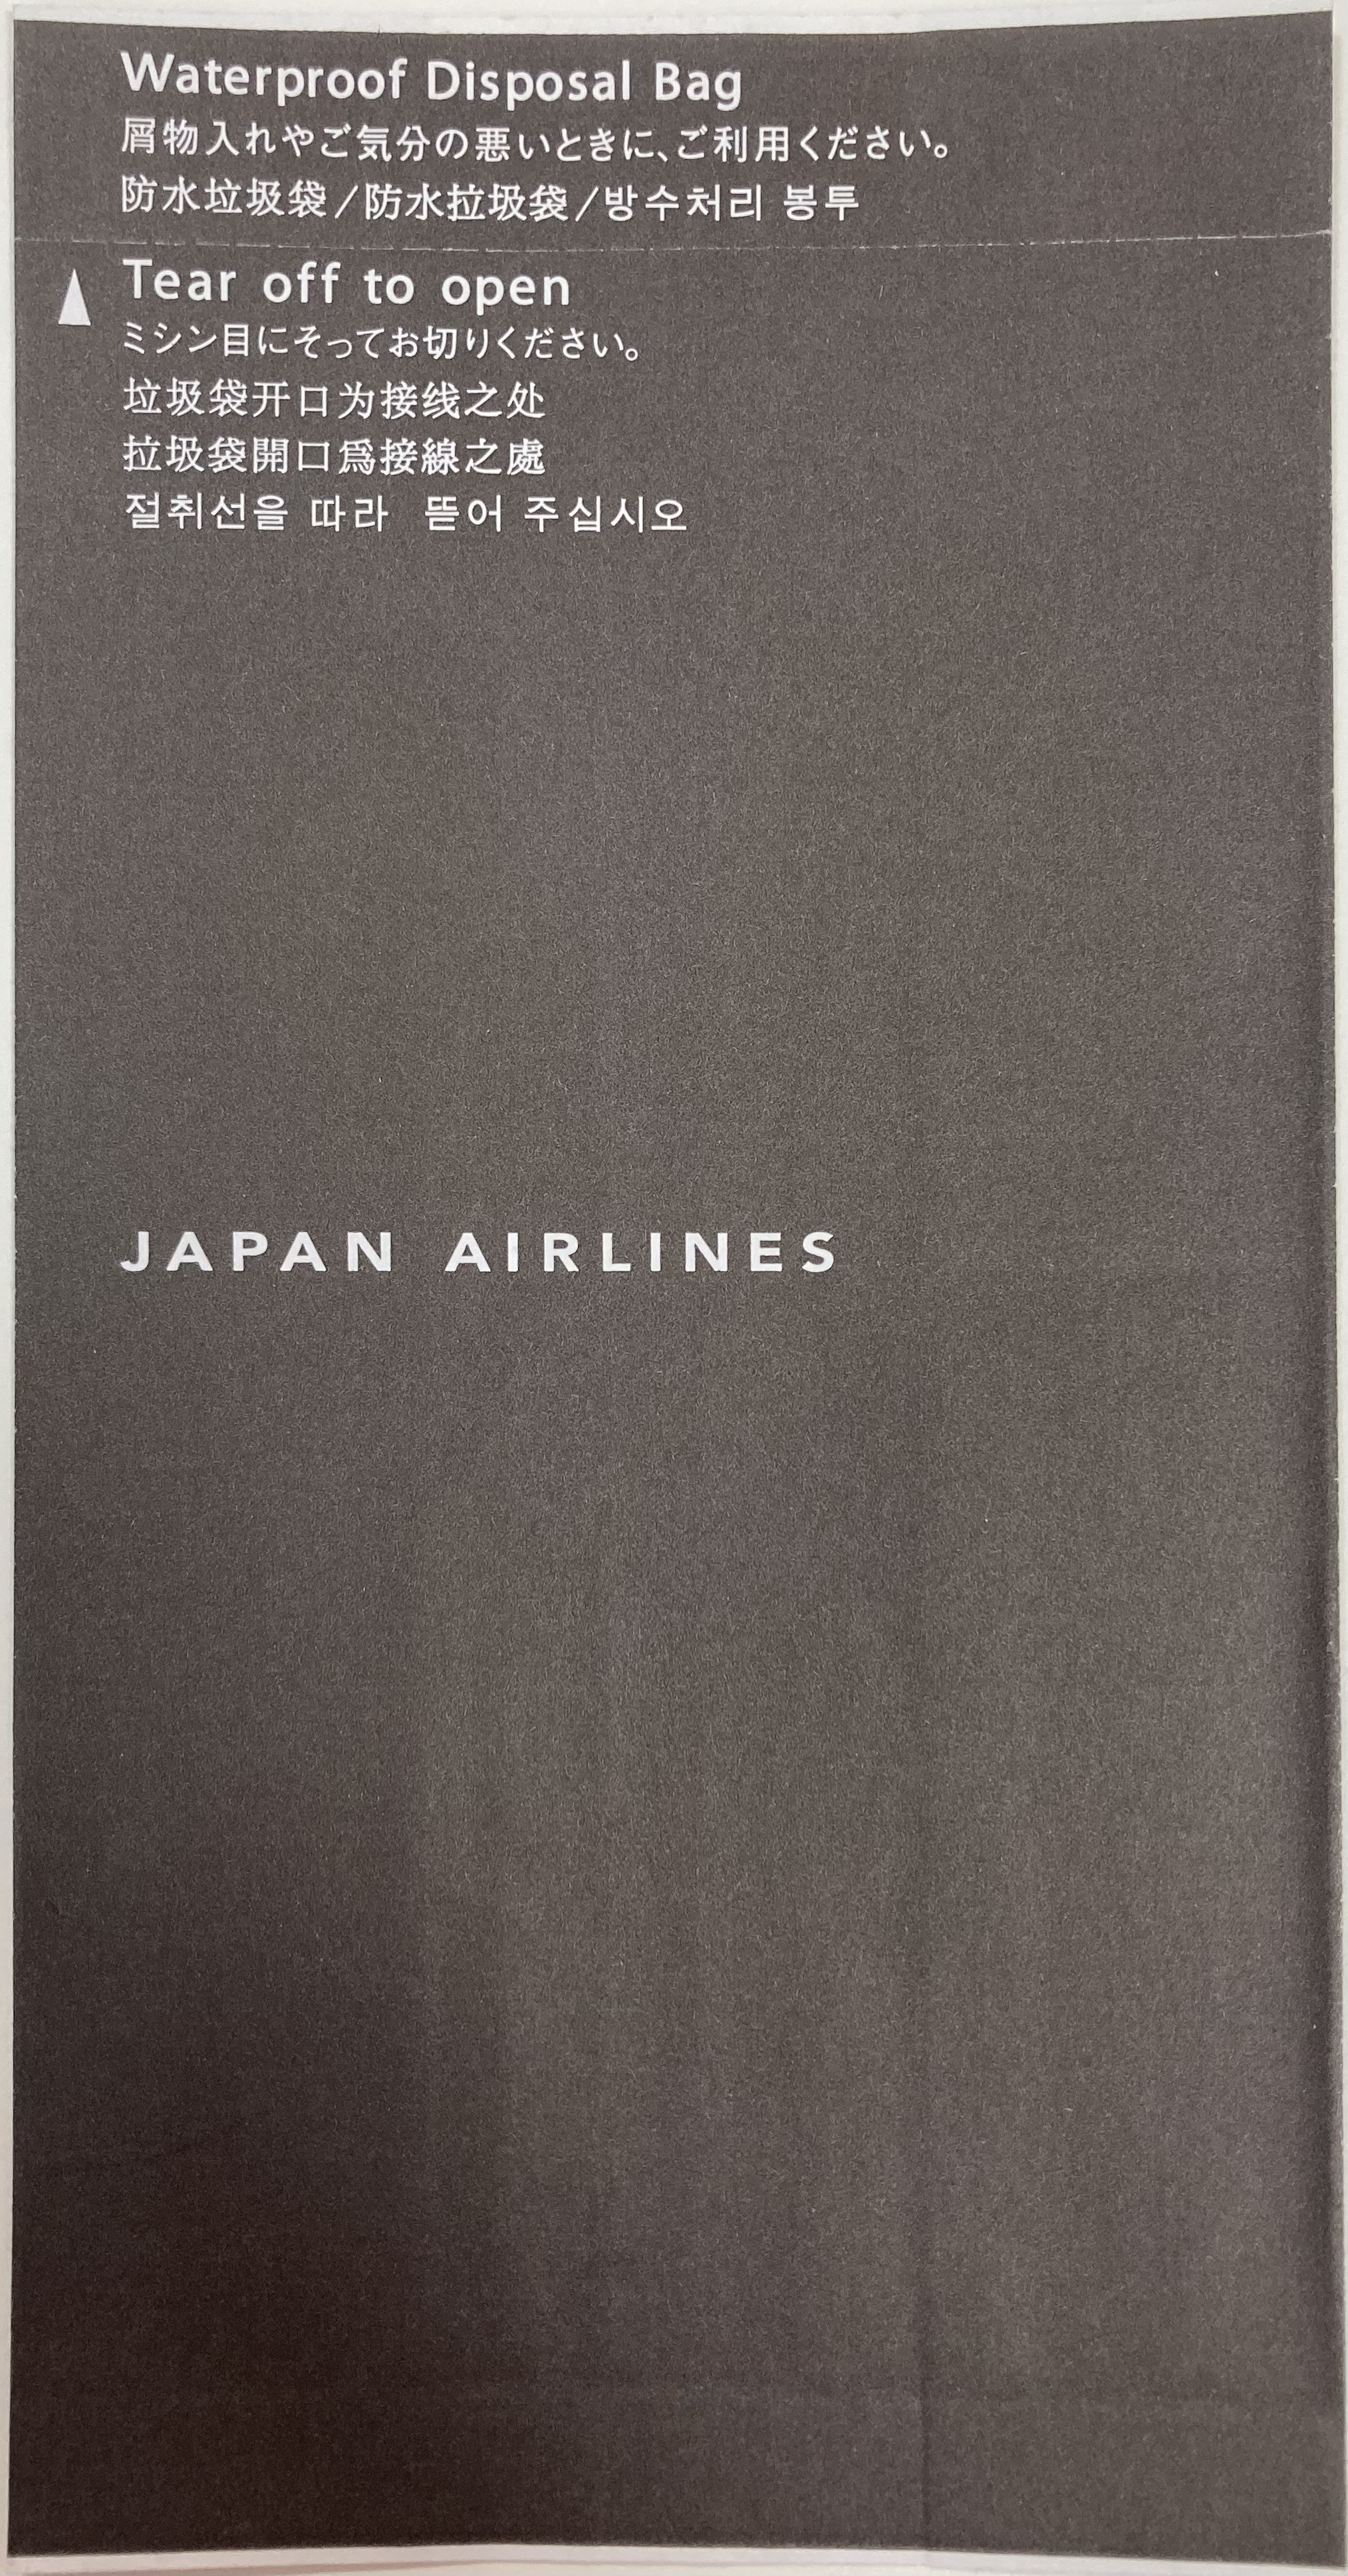 Waterproof Disposal Bag
屑物入れやご気分の悪いときに、ご利用ください。
防水垃圾袋/防水拉圾袋/방수처리 봉투
Tear off to open
ミシン目にそってお切りください。
垃圾袋开口为接线之处
拉圾袋開口爲接線之處
절취선을 따라 뜯어 주십시오
JAPAN AIRLINES